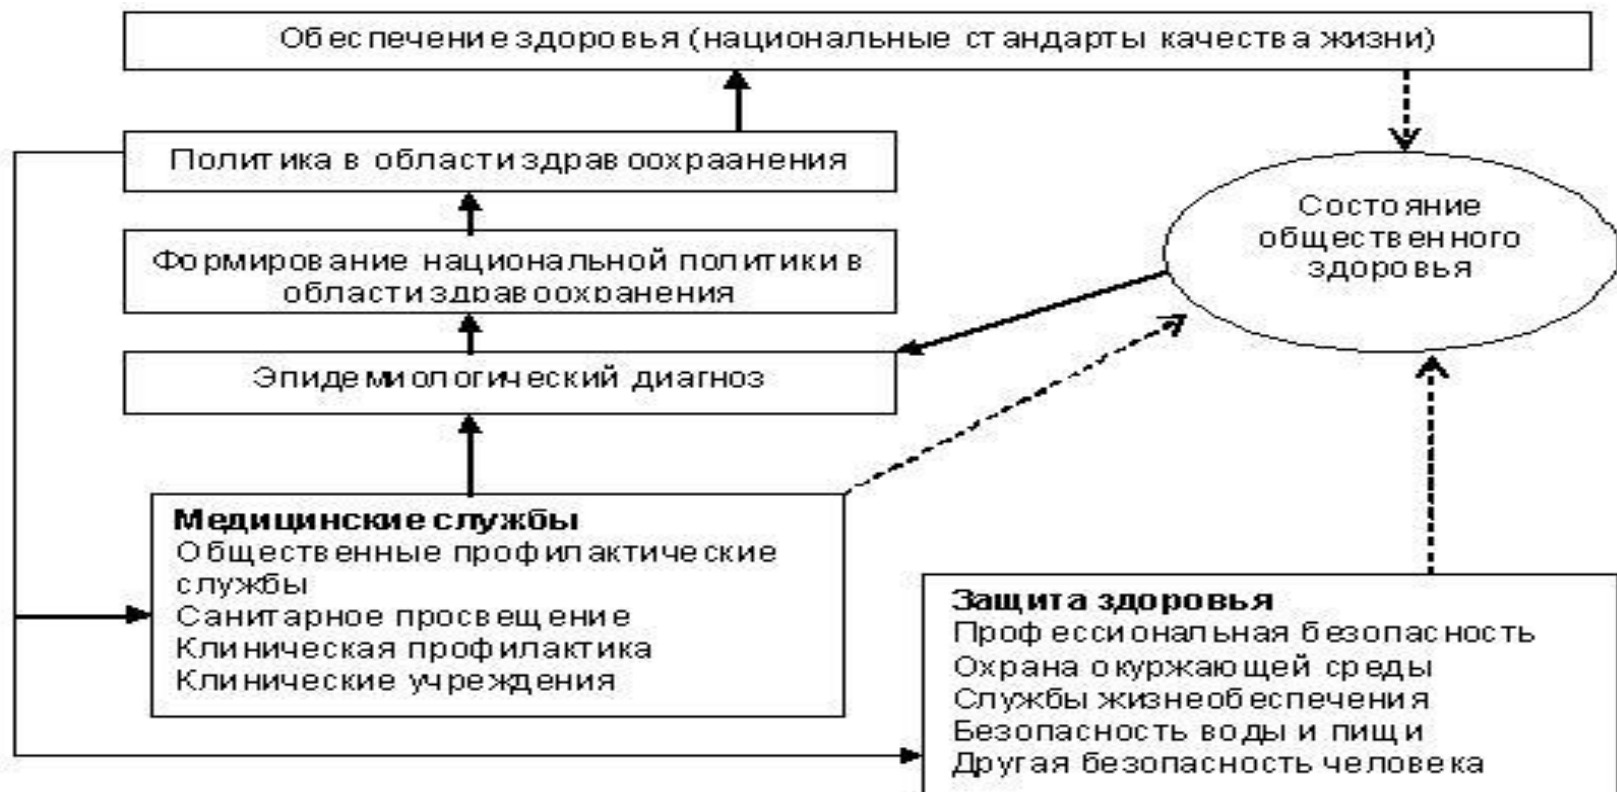 Обеспечение здоровья (национальные стандарты качества жизни)
Политика в области здравоохраанения
Формирование национальной политики в
области здравоохранения
Эпидемиологический диагноз
Состояние
общественного
здоровья
Медицинские службы
Общественные профилактические
службы
Санитарное просвещение
Клиническая профилактика
Клинические учреждения
Защита здоровья
Профессиональная безопасность
Охрана окуржающей среды
Службы жизнеобеспечения
Безопасность воды и пищи
Другая безопасность человека